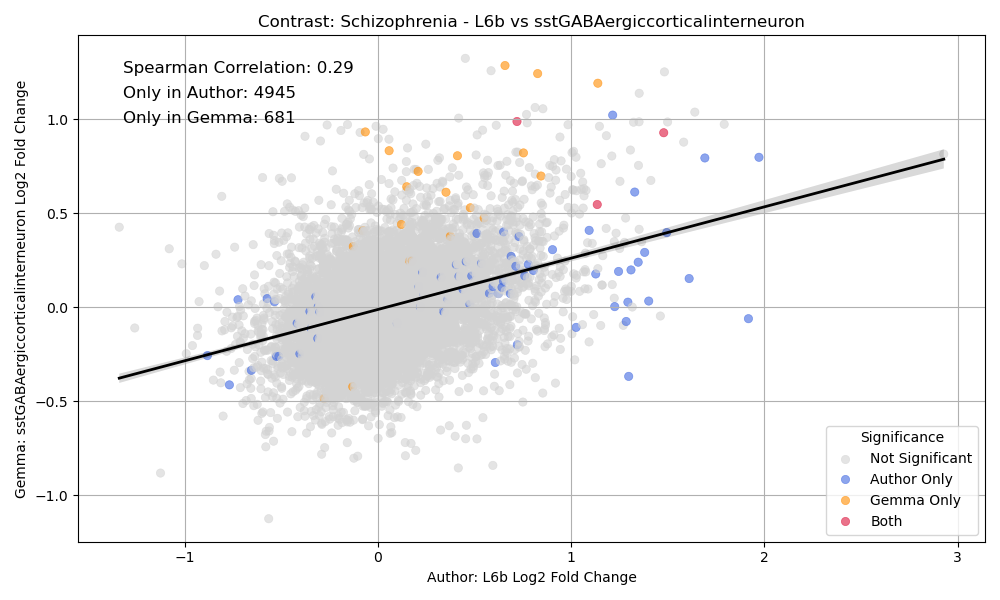 Contrast: Schizophrenia - L6b vs sstGABAergiccorticalinterneuron
Spearman Correlation: 0.29
Only in Author: 4945
Only in Gemma: 681
Gemma: sstGABAergiccorticalinterneuron Log2 Fold Change
1.0
0.5
0.0
−0.5
−1.0
Significance
Not Significant
Author Only
Gemma Only
Both
−1
0
1
2
3
Author: L6b Log2 Fold Change